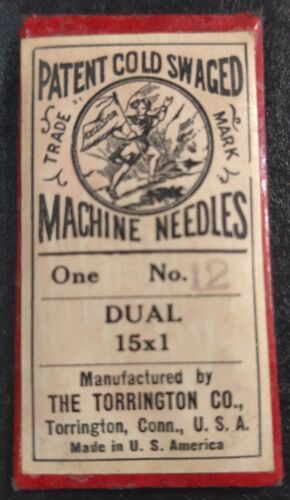 PATENT COLD SWAGED
TRADE MARK
EXCELSIOR
MACHINE NEEDLES
One No. 12
DUAL
15x1
Manufactured by
THE TORRINGTON CO.,
Torrington, Conn., U. S. A.
Made in U. S. America